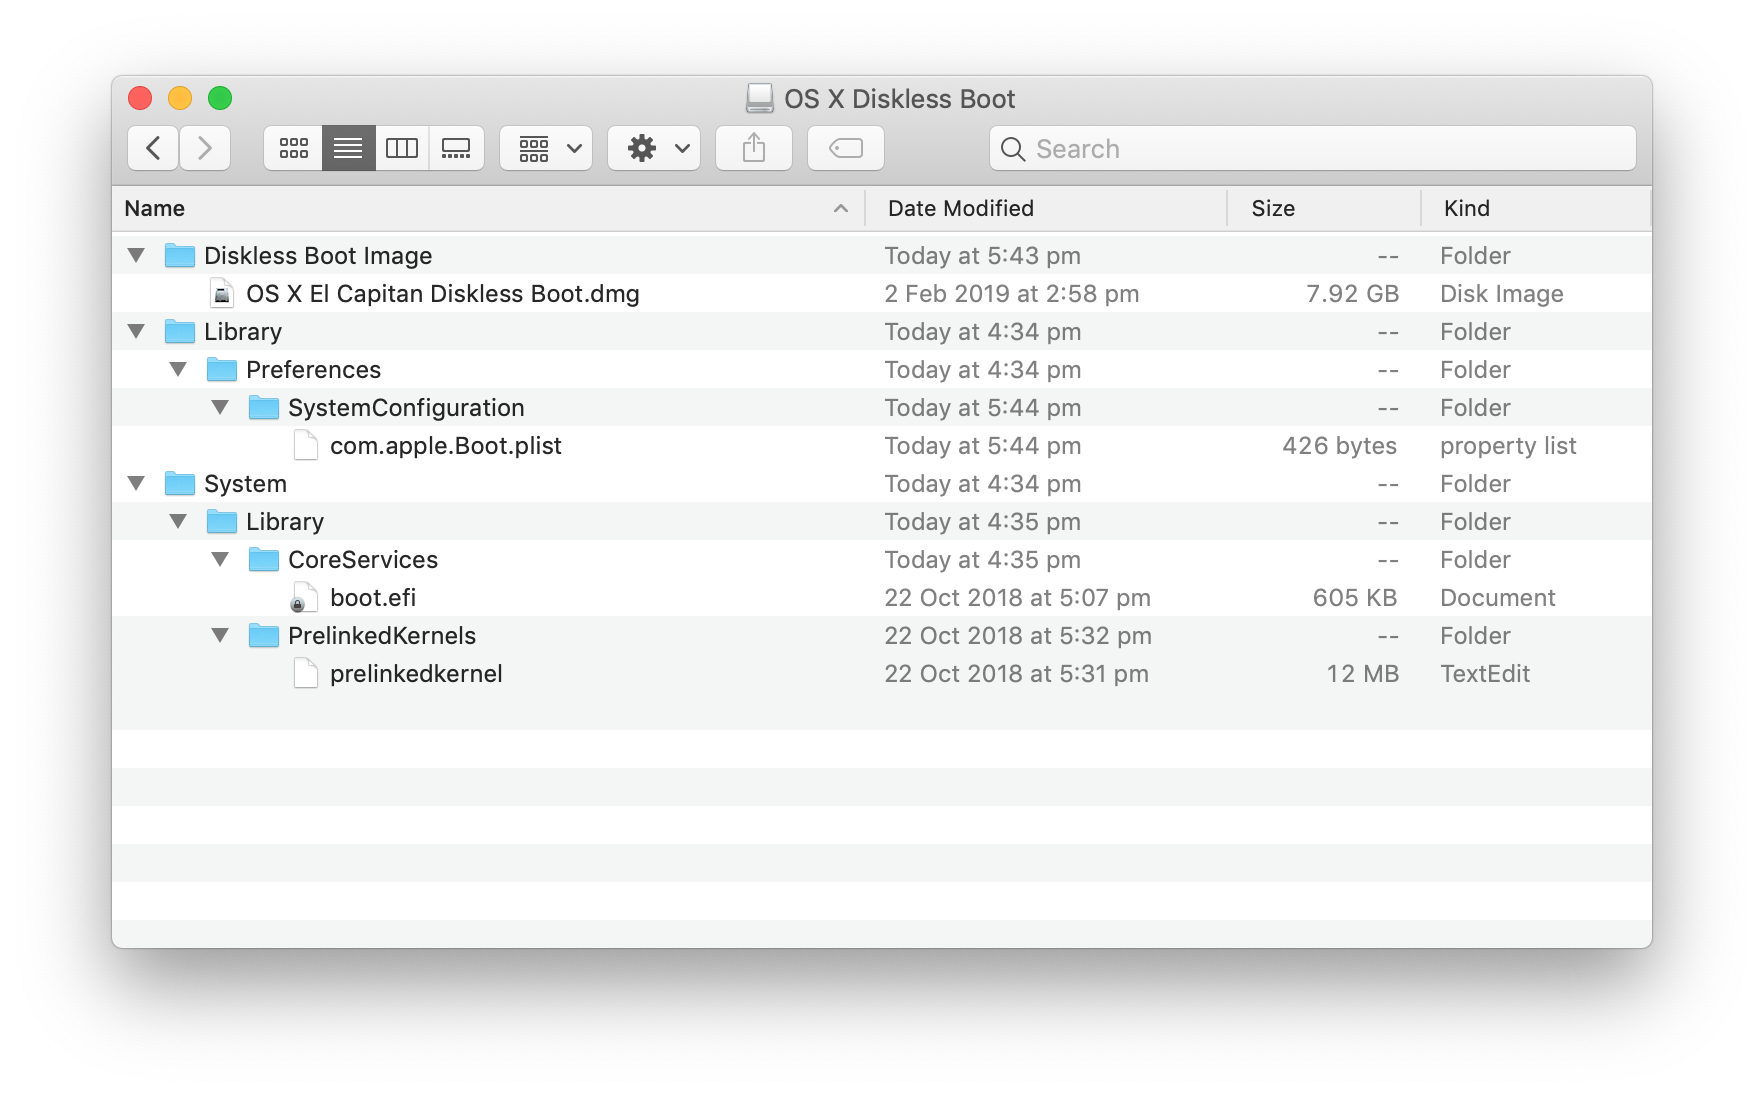 OS X Diskless Boot
Search
Name Date Modified Size Kind
Diskless Boot Image Today at 5:43 pm -- Folder
OS X El Capitan Diskless Boot.dmg 2 Feb 2019 at 2:58 pm 7.92 GB Disk Image
Library Today at 4:34 pm -- Folder
Preferences Today at 4:34 pm -- Folder
SystemConfiguration Today at 5:44 pm -- Folder
com.apple.Boot.plist Today at 5:44 pm 426 bytes property list
System Today at 4:34 pm -- Folder
Library Today at 4:35 pm -- Folder
CoreServices Today at 4:35 pm -- Folder
boot.efi 22 Oct 2018 at 5:07 pm 605 KB Document
PrelinkedKernels 22 Oct 2018 at 5:32 pm -- Folder
prelinkedkernel 22 Oct 2018 at 5:31 pm 12 MB TextEdit